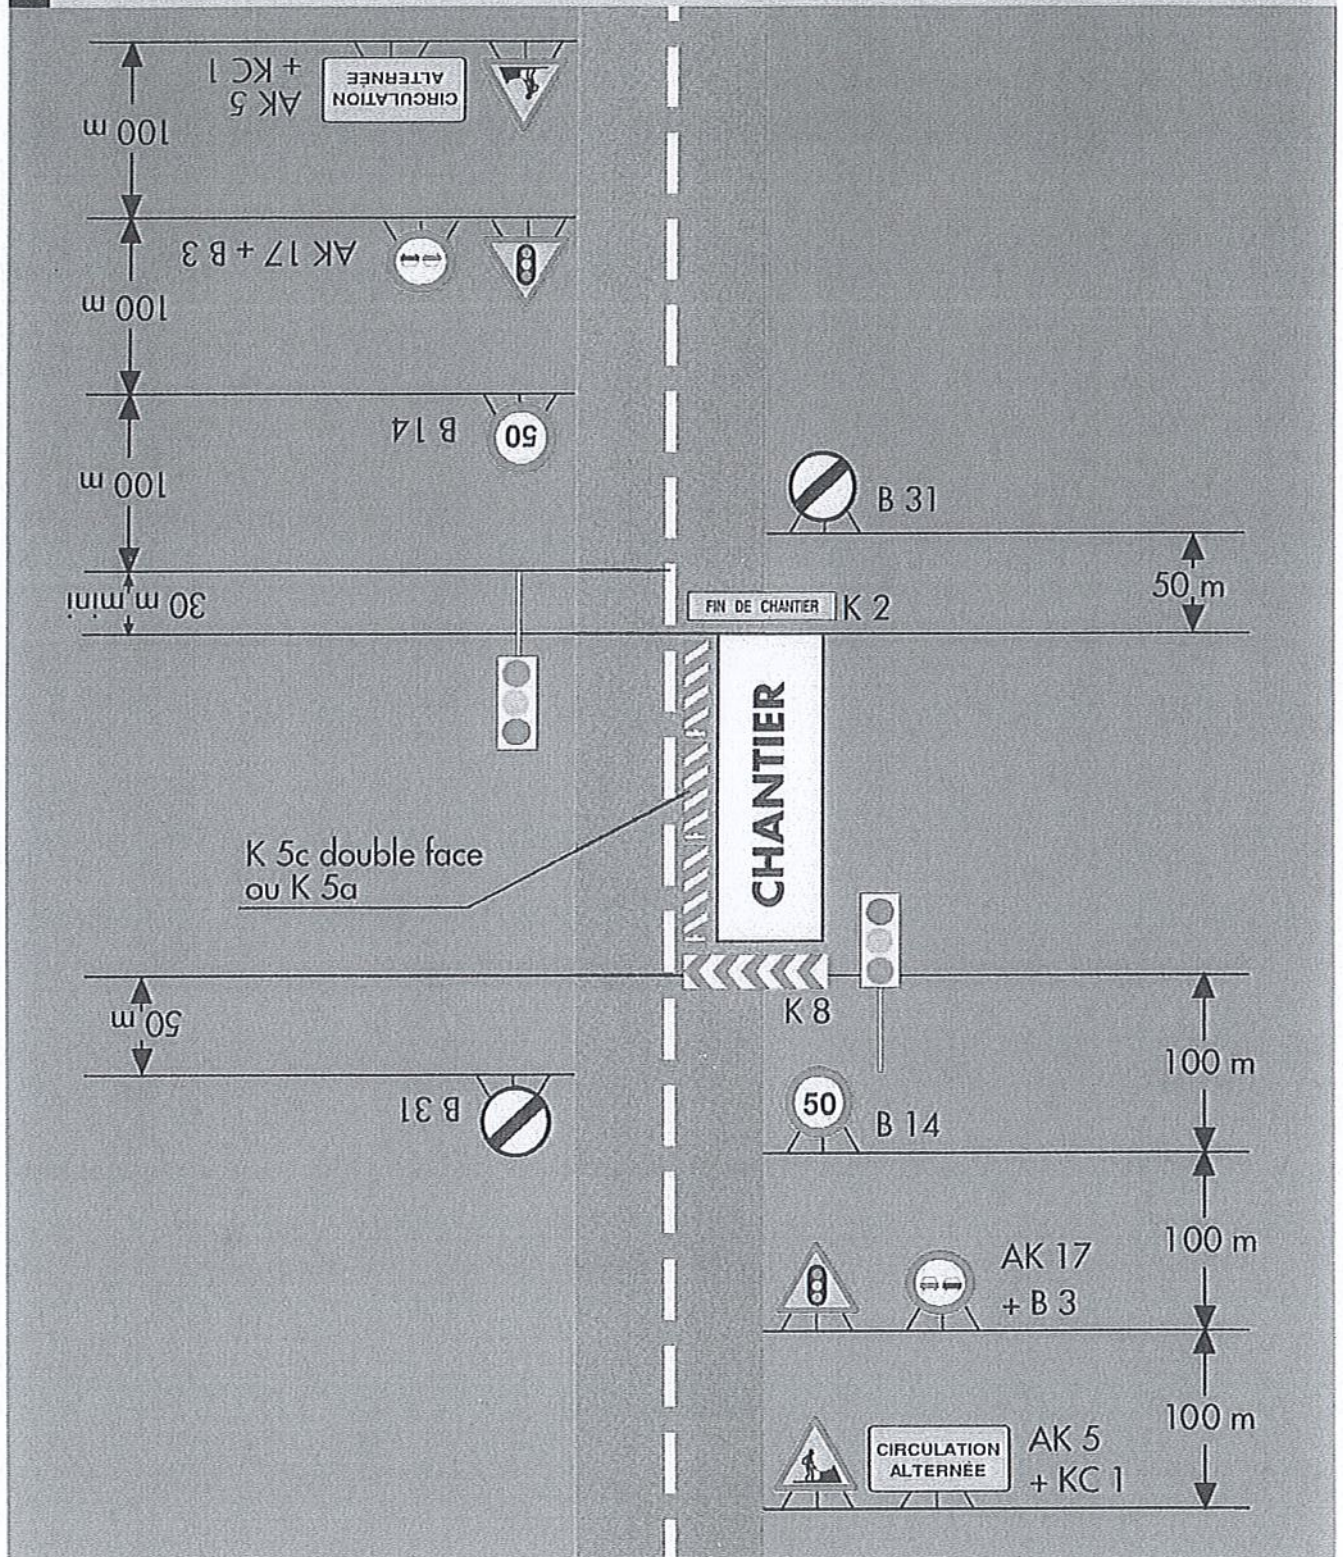 100 m
AK 5
+ KC 1
CIRCULATION
ALTERNÉE
100 m
AK 17 + B 3
100 m
B 14
50
30 m mini
B 31
50 m
FIN DE CHANTIER
K 2
CHANTIER
K 5c double face
ou K 5a
K 8
50 m
B 31
100 m
50
B 14
100 m
AK 17
+ B 3
100 m
CIRCULATION
ALTERNÉE
AK 5
+ KC 1